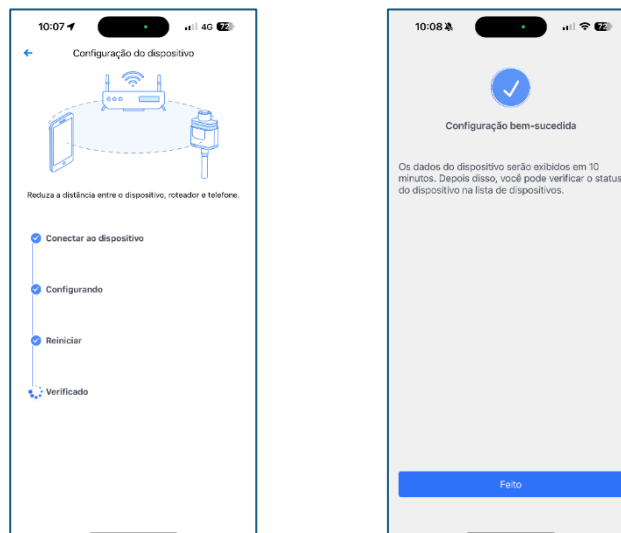 10:07
4G 72
Configuração do dispositivo
Reduza a distância entre o dispositivo, roteador e telefone.
Conectar ao dispositivo
Configurando
Reiniciar
Verificado
10:08
72
Configuração bem-sucedida
Os dados do dispositivo serão exibidos em 10
minutos. Depois disso, você pode verificar o status
do dispositivo na lista de dispositivos.
Feito